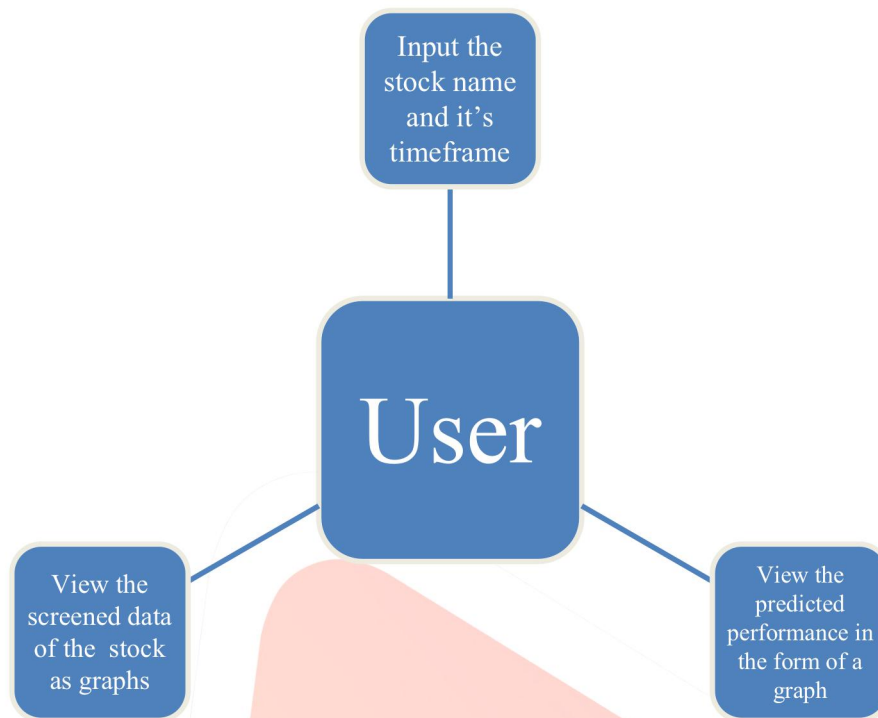 Input the
stock name
and it’s
timeframe
User
View the
screened data
of the stock
as graphs
View the
predicted
performance in
the form of a
graph